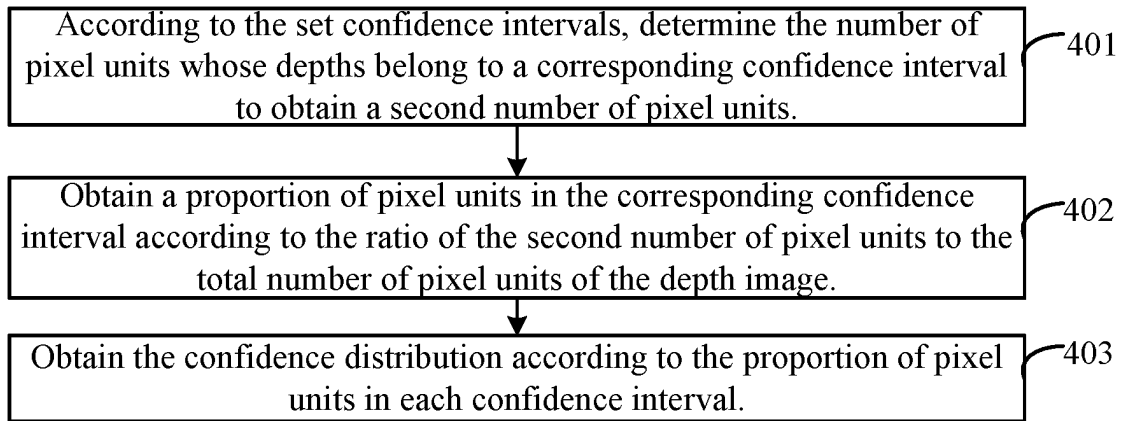 According to the set confidence intervals, determine the number of
pixel units whose depths belong to a corresponding confidence interval
to obtain a second number of pixel units.
401
Obtain a proportion of pixel units in the corresponding confidence
interval according to the ratio of the second number of pixel units to the
total number of pixel units of the depth image.
402
Obtain the confidence distribution according to the proportion of pixel
units in each confidence interval.
403